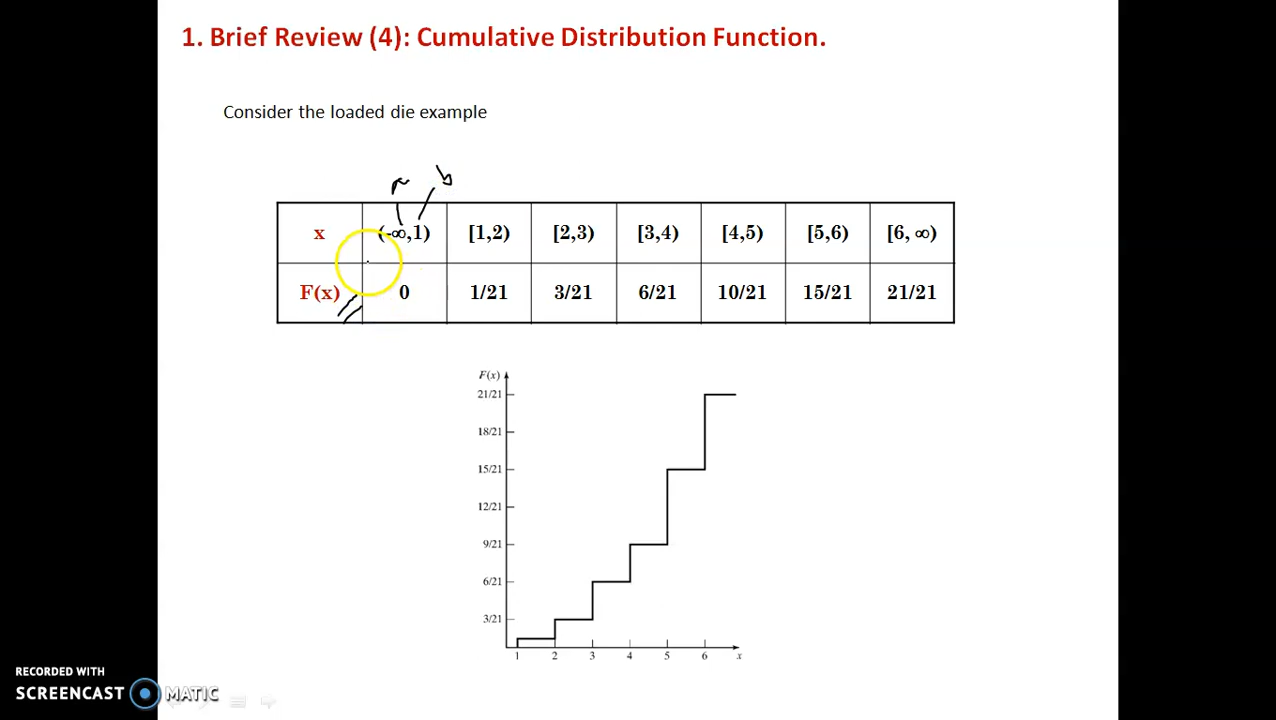 1. Brief Review (4): Cumulative Distribution Function.
Consider the loaded die example
x (-∞,1) [1,2) [2,3) [3,4) [4,5) [5,6) [6, ∞)
F(x) 0 1/21 3/21 6/21 10/21 15/21 21/21
F(x)
21/21
18/21
15/21
12/21
9/21
6/21
3/21
1 2 3 4 5 6 x
RECORDED WITH
SCREENCAST MATIC